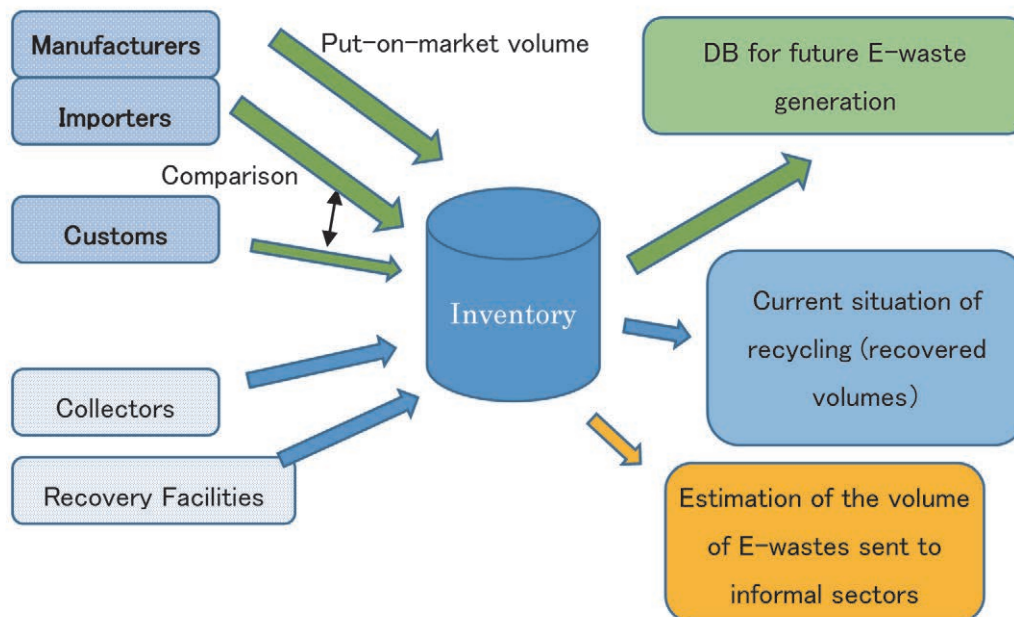 Manufacturers
Importers
Customs
Collectors
Recovery Facilities
Put-on-market volume
Comparison
Inventory
DB for future E-waste
generation
Current situation of
recycling (recovered
volumes)
Estimation of the volume
of E-wastes sent to
informal sectors